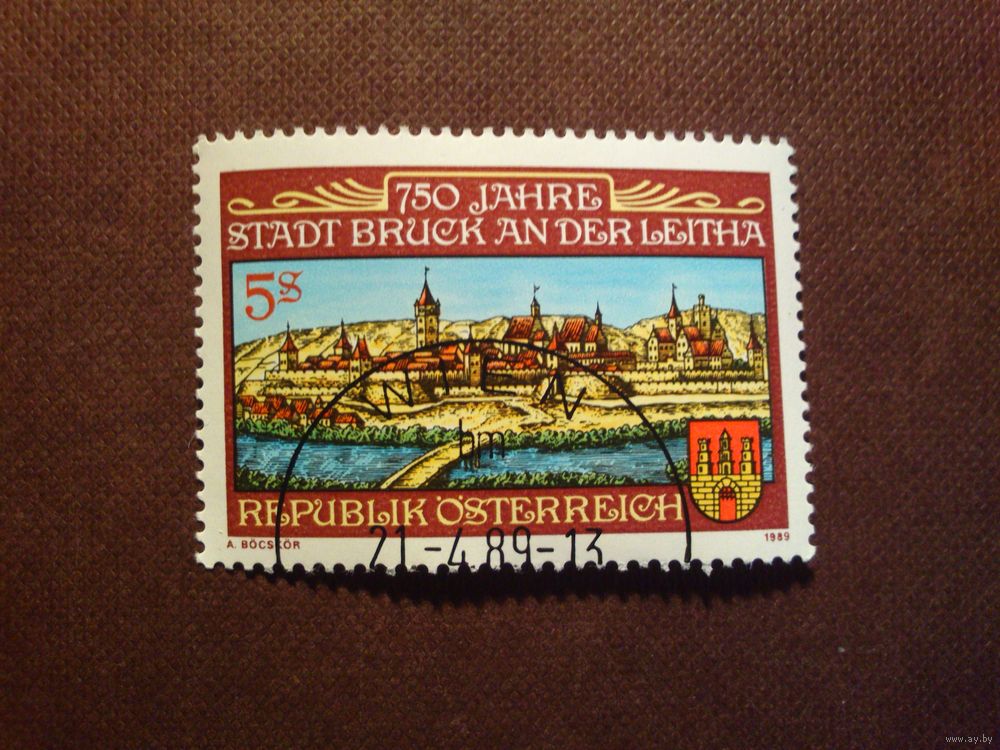 750 JAHRE
STADT BRUCK AN DER LEITHA
5S
WIEN
hm
REPUBLIK ÖSTERREICH
21-4.89-13
A. BÖCSKÖR
1989
www.ay.by